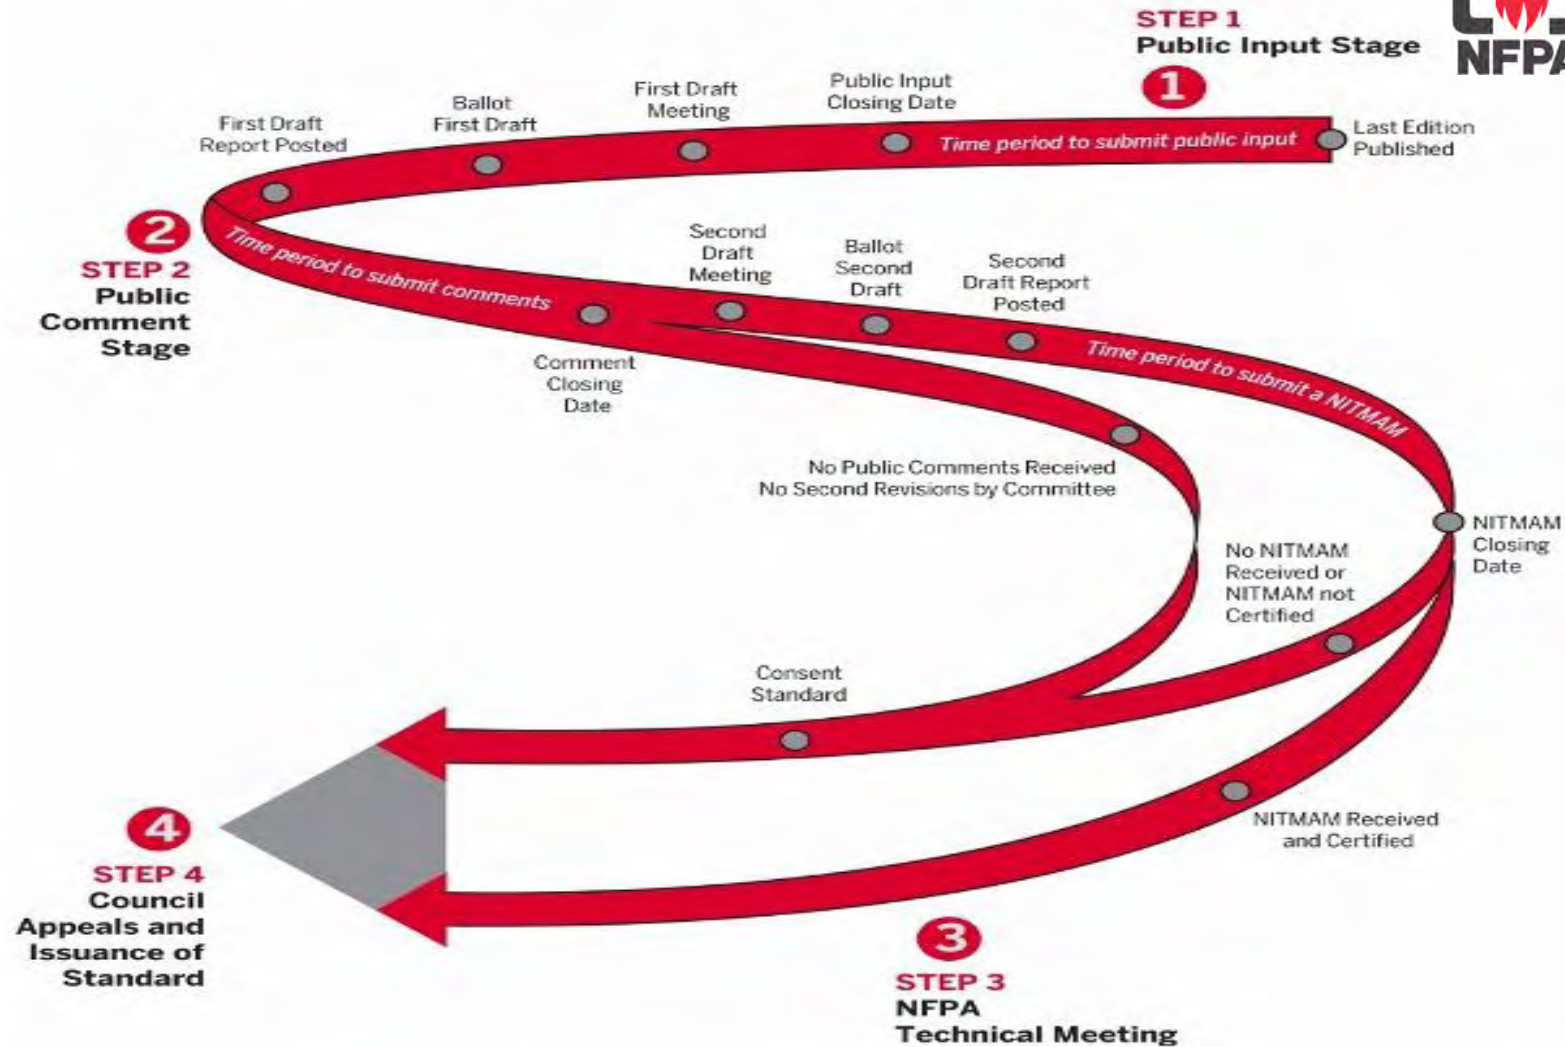 STEP 1
Public Input Stage
1
NFPA
Public Input
Closing Date
First Draft
Meeting
Ballot
First Draft
First Draft
Report Posted
Time period to submit public input
Last Edition
Published
2
STEP 2
Public
Comment
Stage
Time period to submit comments
Second
Draft
Meeting
Ballot
Second
Draft
Second
Draft Report
Posted
Time period to submit a NITMAM
Comment
Closing
Date
No Public Comments Received
No Second Revisions by Committee
NITMAM
Closing
Date
No NITMAM
Received or
NITMAM not
Certified
Consent
Standard
NITMAM Received
and Certified
4
STEP 4
Council
Appeals and
Issuance of
Standard
3
STEP 3
NFPA
Technical Meeting